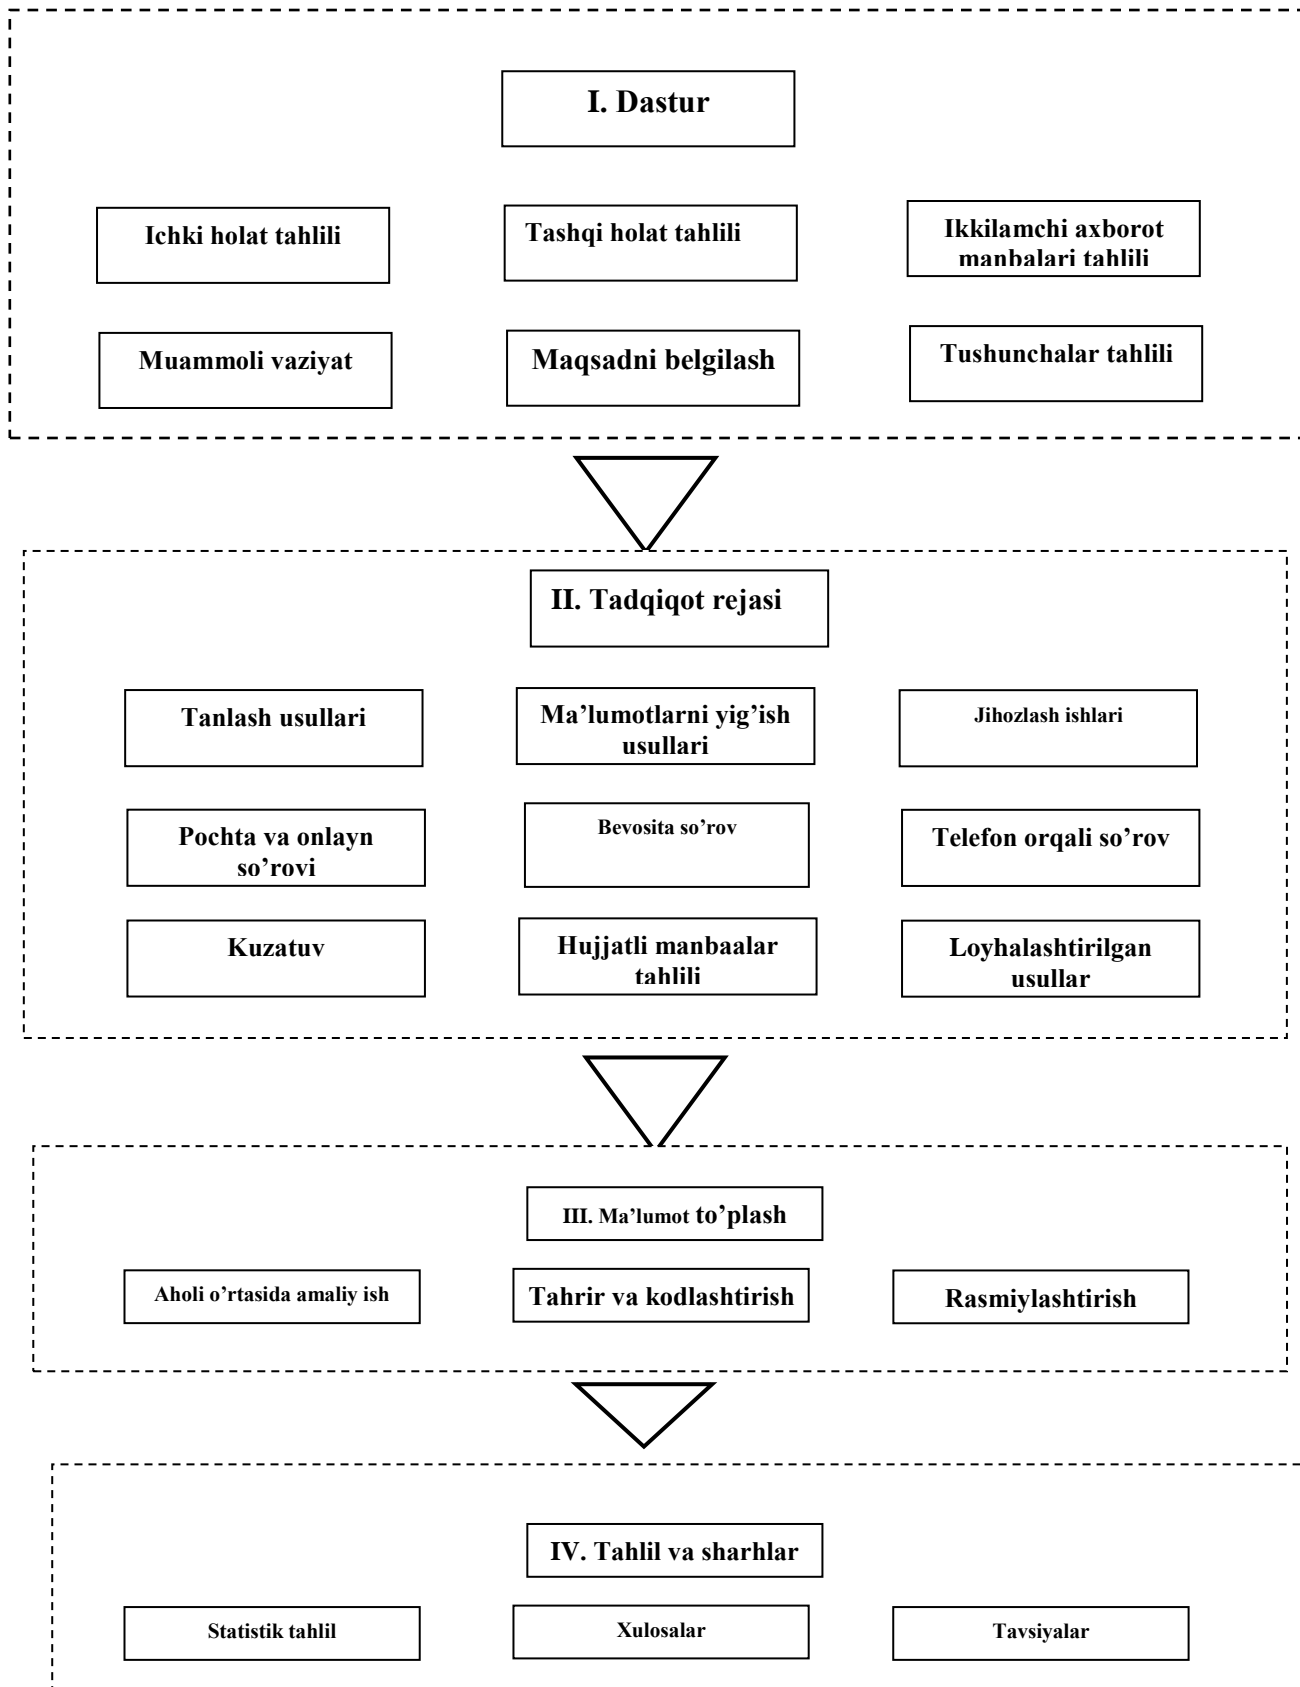 I. Dastur
Ichki holat tahlili
Tashqi holat tahlili
Ikkilamchi axborot
manbalari tahlili
Muammoli vaziyat
Maqsadni belgilash
Tushunchalar tahlili
II. Tadqiqot rejasi
Tanlash usullari
Ma’lumotlarni yig’ish
usullari
Jihozlash ishlari
Pochta va onlayn
so’rovi
Bevosita so’rov
Telefon orqali so’rov
Kuzatuv
Hujjatli manbaalar
tahlili
Loyhalashtirilgan
usullar
III. Ma’lumot to’plash
Aholi o’rtasida amaliy ish
Tahrir va kodlashtirish
Rasmiylashtirish
IV. Tahlil va sharhlar
Statistik tahlil
Xulosalar
Tavsiyalar